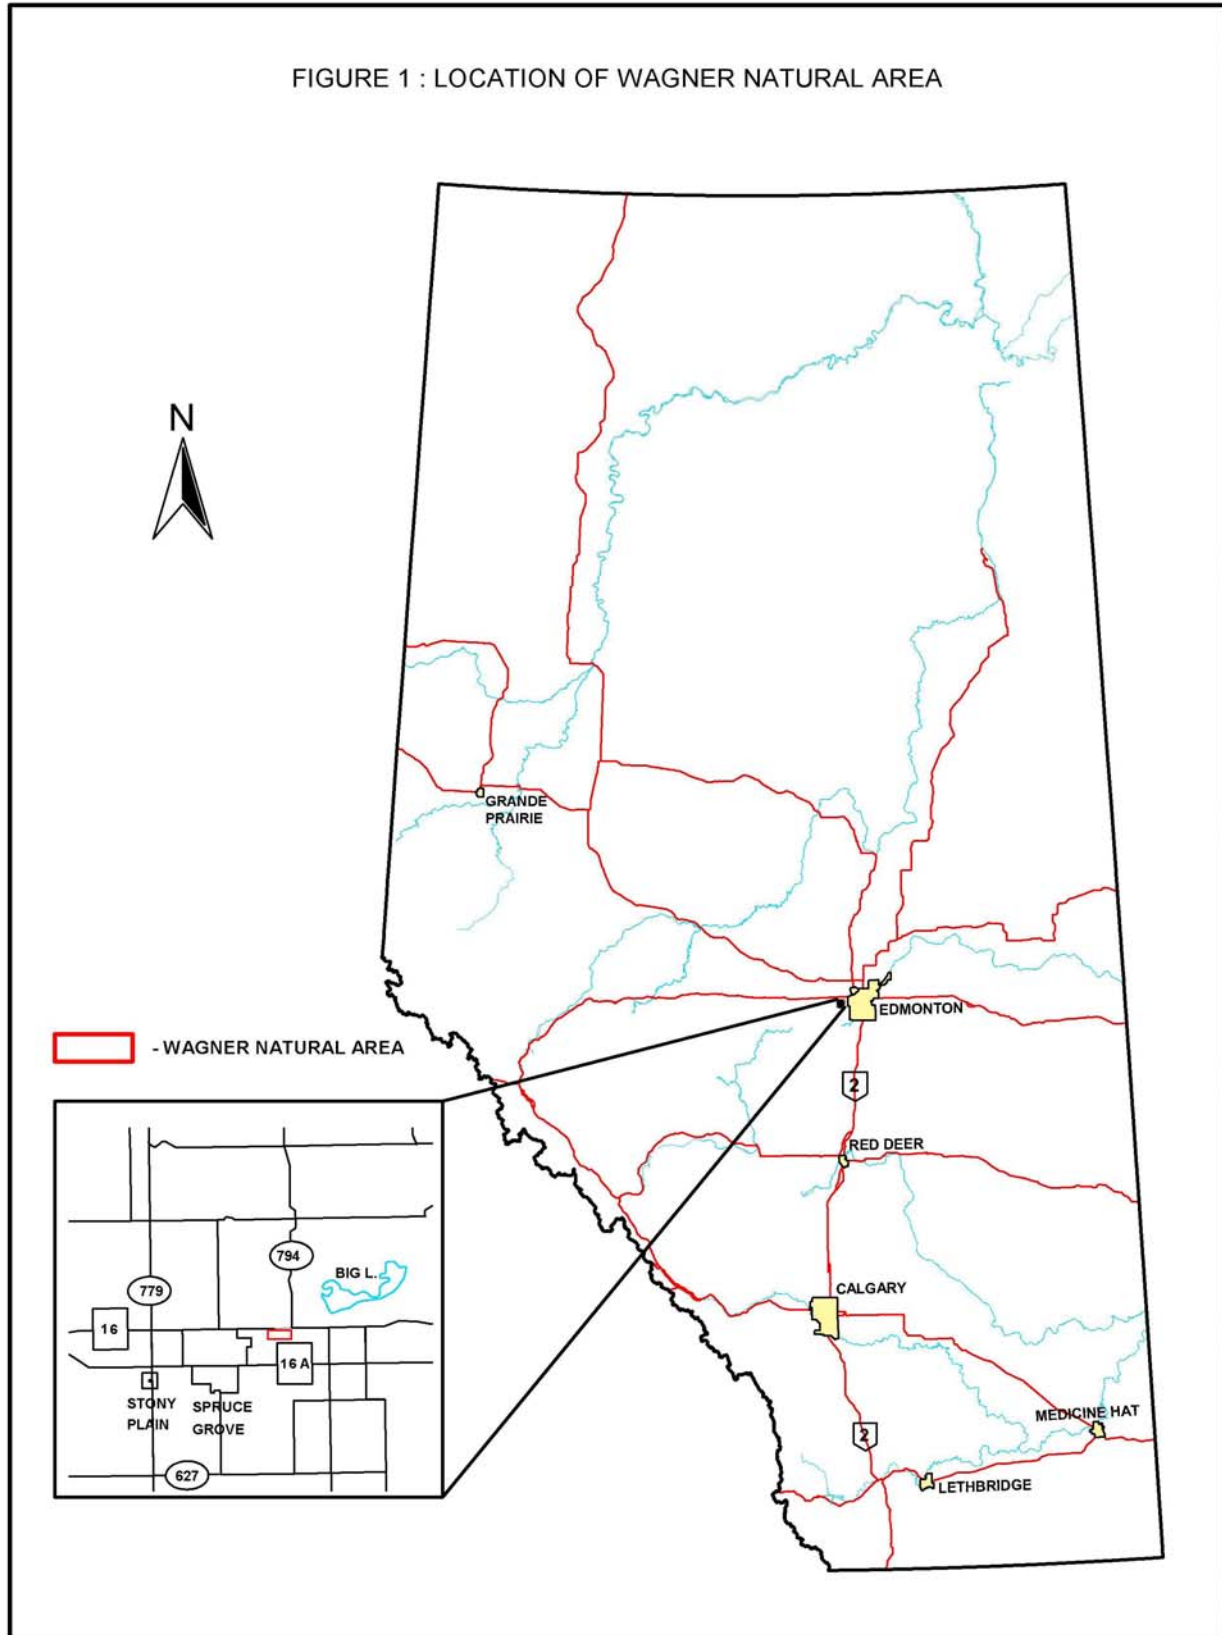 FIGURE 1 : LOCATION OF WAGNER NATURAL AREA
N
GRANDE
PRAIRIE
EDMONTON
- WAGNER NATURAL AREA
2
RED DEER
794
BIG L.
779
CALGARY
16
16 A
STONY
PLAIN
SPRUCE
GROVE
MEDICINE HAT
2
627
LETHBRIDGE